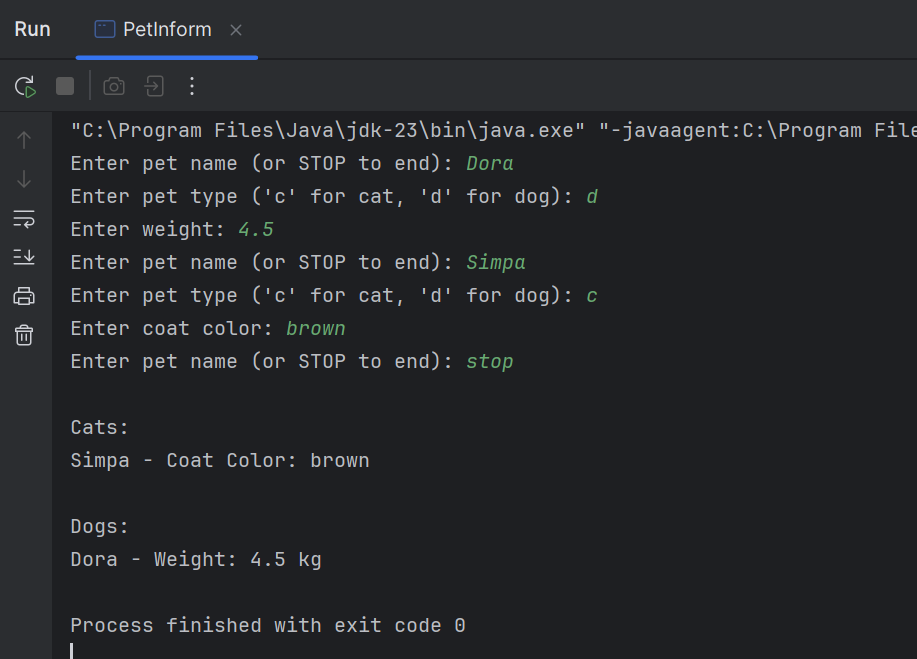 Run PetInform
"C:\Program Files\Java\jdk-23\bin\java.exe" "-javaagent:C:\Program File
Enter pet name (or STOP to end): Dora
Enter pet type ('c' for cat, 'd' for dog): d
Enter weight: 4.5
Enter pet name (or STOP to end): Simpa
Enter pet type ('c' for cat, 'd' for dog): c
Enter coat color: brown
Enter pet name (or STOP to end): stop
Cats:
Simpa - Coat Color: brown
Dogs:
Dora - Weight: 4.5 kg
Process finished with exit code 0